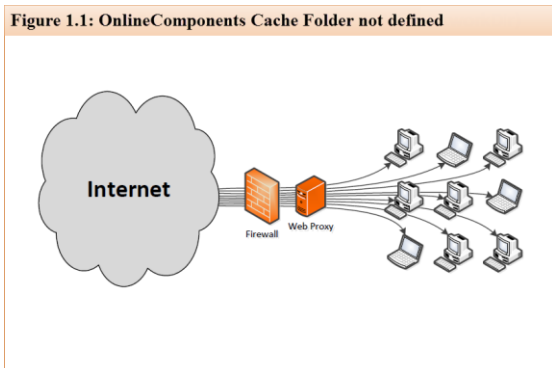 Figure 1.1: OnlineComponents Cache Folder not defined
Internet
Firewall
Web Proxy